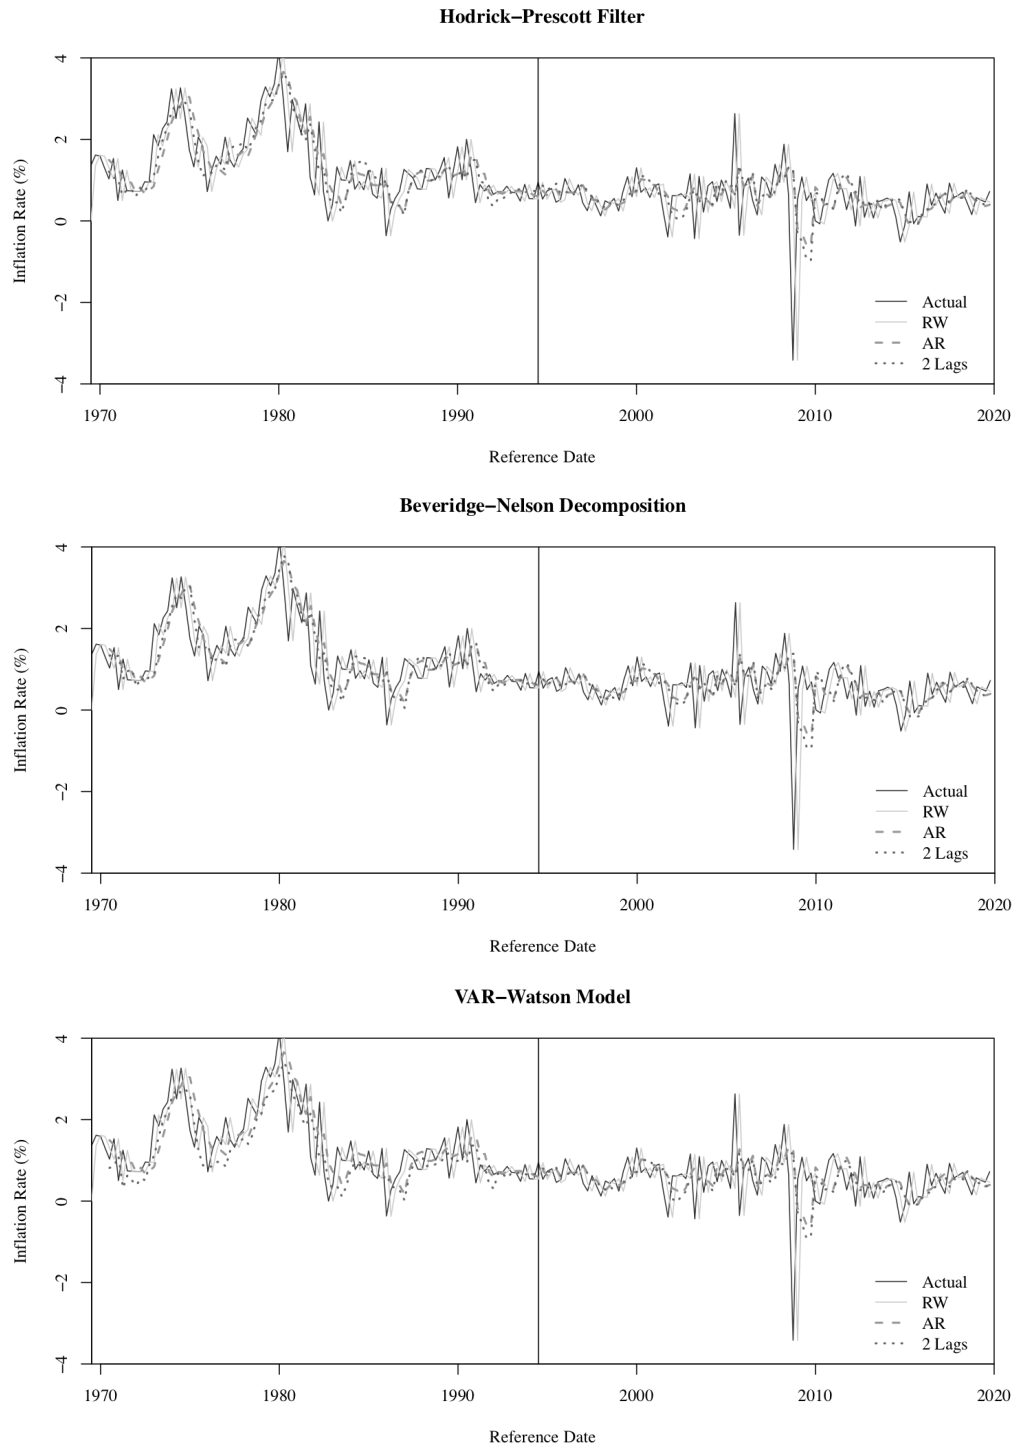 Hodrick−Prescott Filter
4
2
0
−2
−4
Inflation Rate (%)
Actual
RW
AR
2 Lags
1970 1980 1990 2000 2010 2020
Reference Date
Beveridge−Nelson Decomposition
4
2
0
−2
−4
Inflation Rate (%)
Actual
RW
AR
2 Lags
1970 1980 1990 2000 2010 2020
Reference Date
VAR−Watson Model
4
2
0
−2
−4
Inflation Rate (%)
Actual
RW
AR
2 Lags
1970 1980 1990 2000 2010 2020
Reference Date